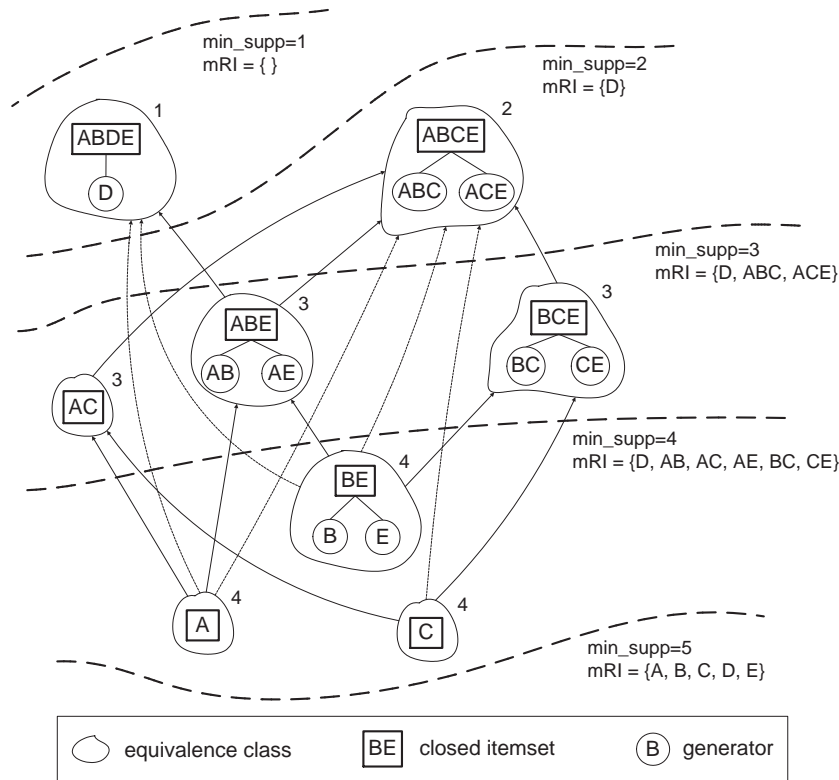 min_supp=1
mRI = { }
min_supp=2
mRI = {D}
1
ABDE
D
2
ABCE
ABC
ACE
min_supp=3
mRI = {D, ABC, ACE}
3
ABE
AB
AE
3
BCE
BC
CE
3
AC
min_supp=4
mRI = {D, AB, AC, AE, BC, CE}
4
BE
B
E
4
A
4
C
min_supp=5
mRI = {A, B, C, D, E}
equivalence class
BE
closed itemset
B
generator